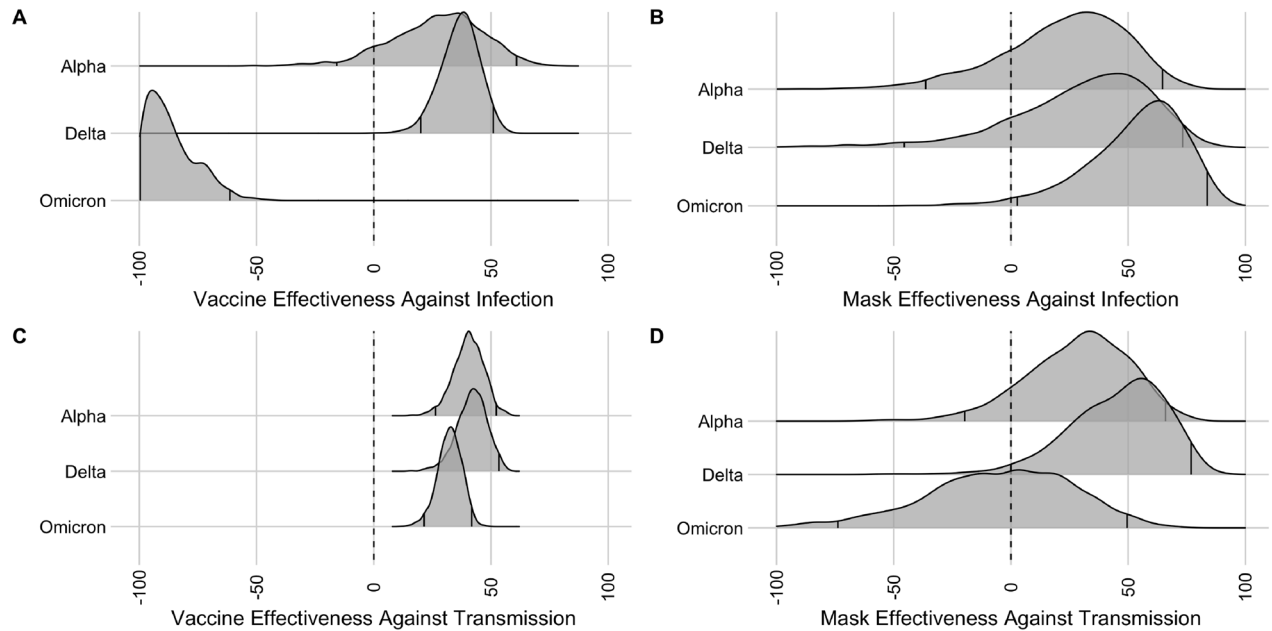 A
Alpha
Delta
Omicron
-100
-50
0
50
100
Vaccine Effectiveness Against Infection
B
Alpha
Delta
Omicron
-100
-50
0
50
100
Mask Effectiveness Against Infection
C
Alpha
Delta
Omicron
-100
-50
0
50
100
Vaccine Effectiveness Against Transmission
D
Alpha
Delta
Omicron
-100
-50
0
50
100
Mask Effectiveness Against Transmission